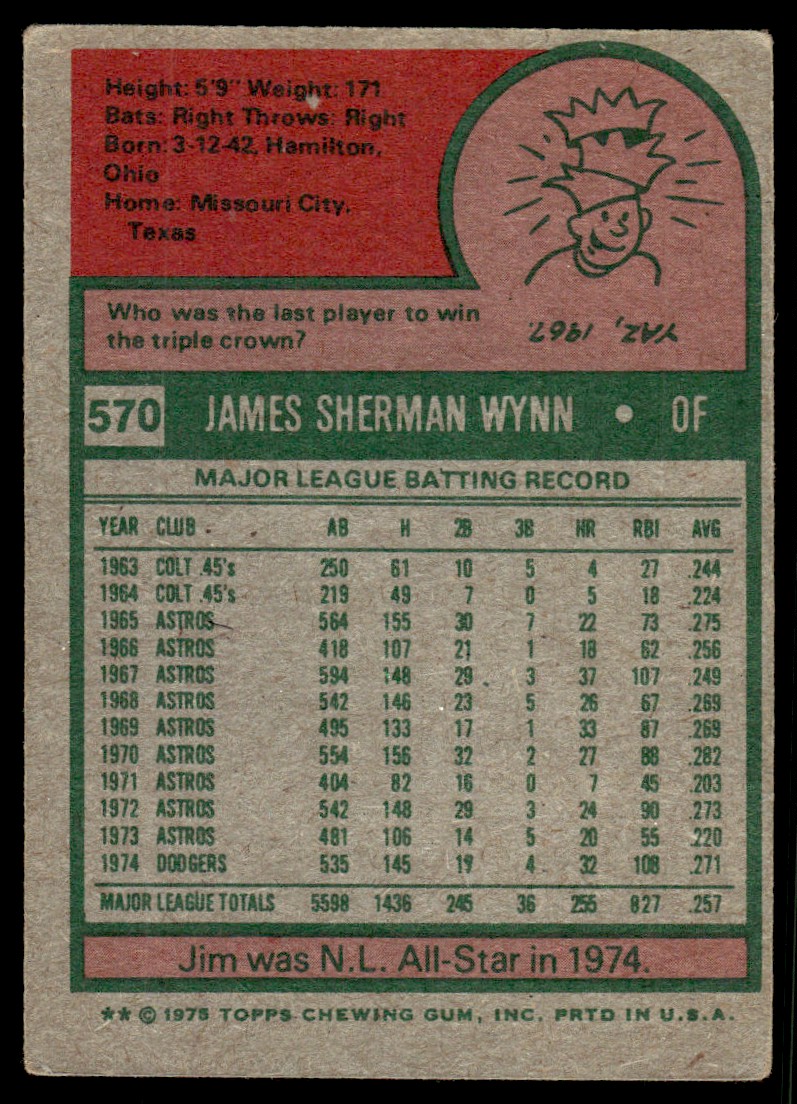 Height: 5'9" Weight: 171
Bats: Right Throws: Right
Born: 3-12-42, Hamilton,
Ohio
Home: Missouri City,
Texas
Who was the last player to win
the triple crown?
YAZ, 1967.
570 JAMES SHERMAN WYNN • OF
MAJOR LEAGUE BATTING RECORD
YEAR CLUB AB H 2B 3B HR RBI AVG
1963 COLT .45's 250 61 10 5 4 27 .244
1964 COLT .45's 219 49 7 0 5 18 .224
1965 ASTROS 564 155 30 7 22 73 .275
1966 ASTROS 418 107 21 1 18 62 .256
1967 ASTROS 594 148 29 3 37 107 .249
1968 ASTROS 542 146 23 5 26 67 .269
1969 ASTROS 495 133 17 1 33 87 .269
1970 ASTROS 554 156 32 2 27 88 .282
1971 ASTROS 404 82 16 0 7 45 .203
1972 ASTROS 542 148 29 3 24 90 .273
1973 ASTROS 481 106 14 5 20 55 .220
1974 DODGERS 535 145 17 4 32 108 .271
MAJOR LEAGUE TOTALS 5598 1436 245 36 255 827 .257
Jim was N.L. All-Star in 1974.
** © 1975 TOPPS CHEWING GUM, INC. PRTD IN U.S.A.